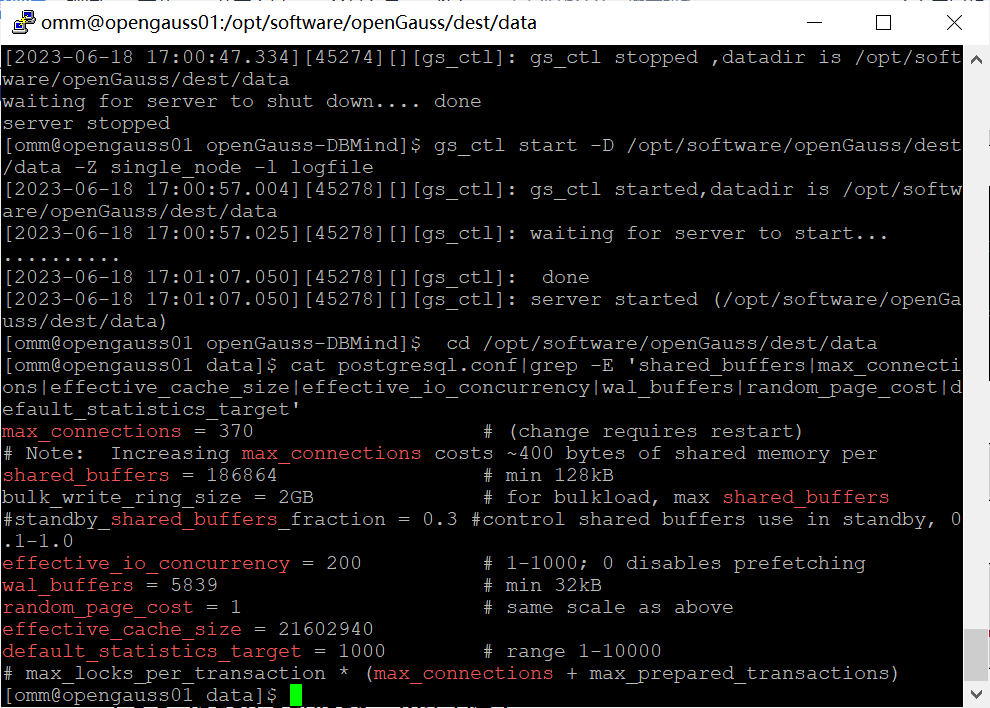 omm@opengauss01:/opt/software/openGauss/dest/data
[2023-06-18 17:00:47.334][45274][][gs_ctl]: gs_ctl stopped ,datadir is /opt/soft
ware/openGauss/dest/data
waiting for server to shut down.... done
server stopped
[omm@opengauss01 openGauss-DBMind]$ gs_ctl start -D /opt/software/openGauss/dest
/data -Z single_node -l logfile
[2023-06-18 17:00:57.004][45278][][gs_ctl]: gs_ctl started,datadir is /opt/softw
are/openGauss/dest/data
[2023-06-18 17:00:57.025][45278][][gs_ctl]: waiting for server to start...
..........
[2023-06-18 17:01:07.050][45278][][gs_ctl]:  done
[2023-06-18 17:01:07.050][45278][][gs_ctl]: server started (/opt/software/openGa
uss/dest/data)
[omm@opengauss01 openGauss-DBMind]$  cd /opt/software/openGauss/dest/data
[omm@opengauss01 data]$ cat postgresql.conf|grep -E 'shared_buffers|max_connecti
ons|effective_cache_size|effective_io_concurrency|wal_buffers|random_page_cost|d
efault_statistics_target'
max_connections = 370                   # (change requires restart)
# Note:  Increasing max_connections costs ~400 bytes of shared memory per
shared_buffers = 186864                 # min 128kB
bulk_write_ring_size = 2GB              # for bulkload, max shared_buffers
#standby_shared_buffers_fraction = 0.3 #control shared buffers use in standby, 0
.1-1.0
effective_io_concurrency = 200          # 1-1000; 0 disables prefetching
wal_buffers = 5839                      # min 32kB
random_page_cost = 1                    # same scale as above
effective_cache_size = 21602940
default_statistics_target = 1000        # range 1-10000
# max_locks_per_transaction * (max_connections + max_prepared_transactions)
[omm@opengauss01 data]$